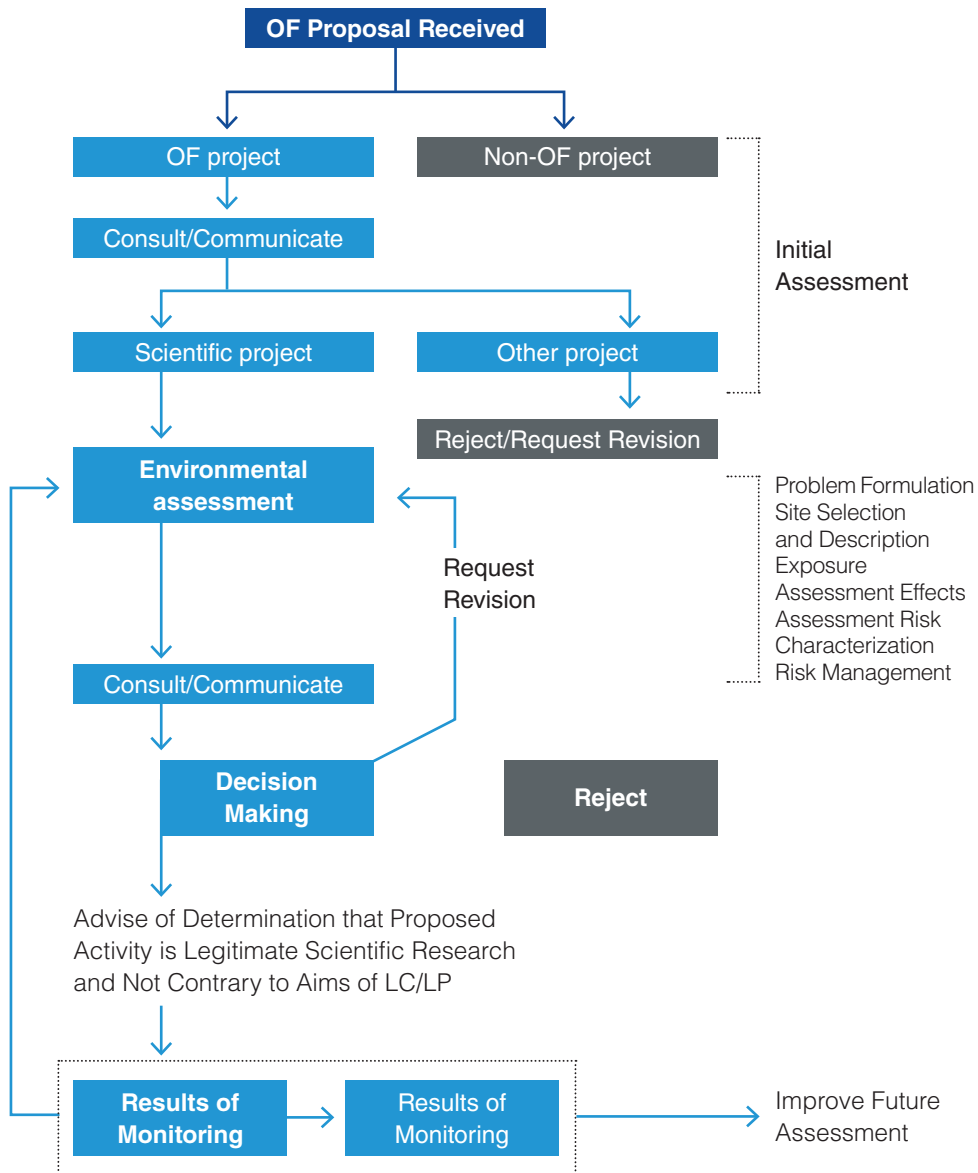 OF Proposal Received
OF project
Non-OF project
Consult/Communicate
Initial
Assessment
Scientific project
Other project
Reject/Request Revision
Environmental
assessment
Problem Formulation
Site Selection
and Description
Exposure
Assessment Effects
Assessment Risk
Characterization
Risk Management
Request
Revision
Consult/Communicate
Decision
Making
Reject
Advise of Determination that Proposed
Activity is Legitimate Scientific Research
and Not Contrary to Aims of LC/LP
Results of
Monitoring
Results of
Monitoring
Improve Future
Assessment